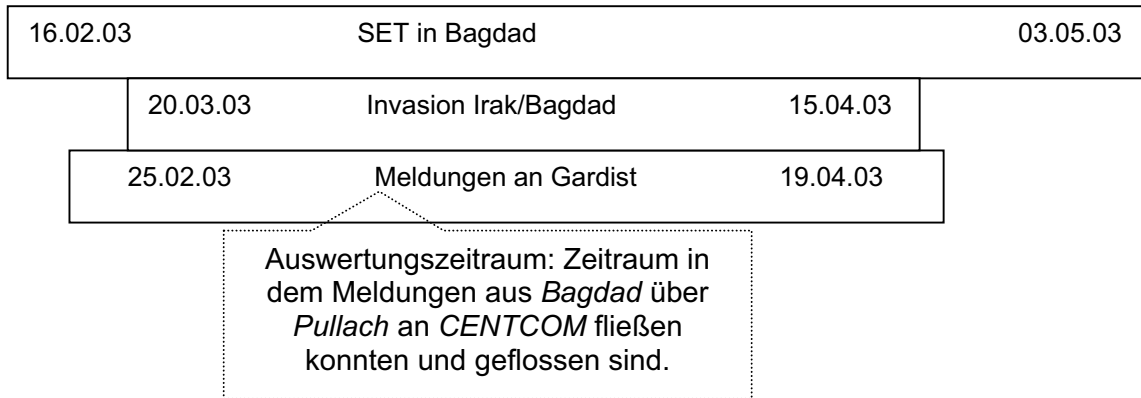 16.02.03 SET in Bagdad 03.05.03
20.03.03 Invasion Irak/Bagdad 15.04.03
25.02.03 Meldungen an Gardist 19.04.03
Auswertungszeitraum: Zeitraum in
dem Meldungen aus Bagdad über
Pullach an CENTCOM fließen
konnten und geflossen sind.